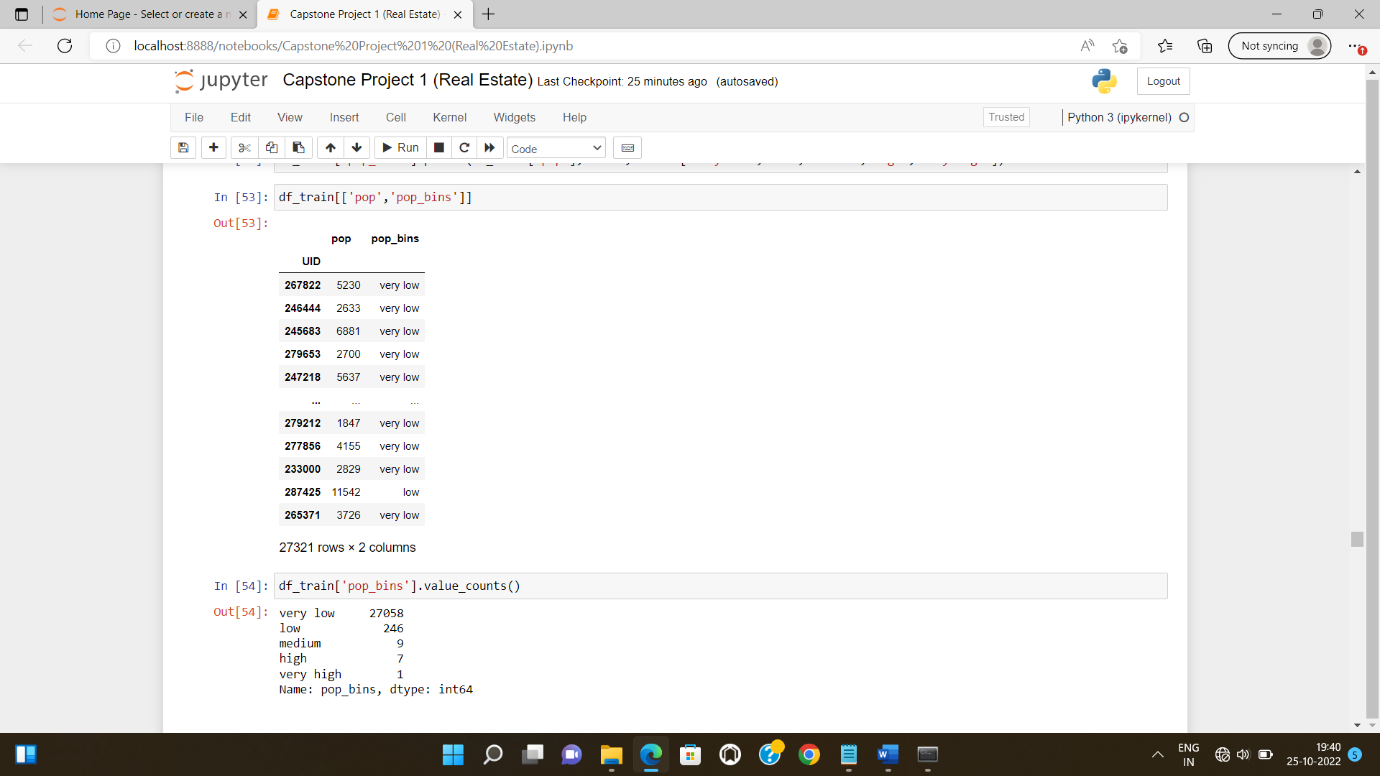 Home Page - Select or create a n
Capstone Project 1 (Real Estate)
localhost:8888/notebooks/Capstone%20Project%201%20(Real%20Estate).ipynb
Not syncing
jupyter Capstone Project 1 (Real Estate) Last Checkpoint: 25 minutes ago (autosaved)
Logout
File Edit View Insert Cell Kernel Widgets Help
Trusted
Python 3 (ipykernel)
Run
Code
In [53]: df_train[['pop','pop_bins']]
Out[53]:
pop pop_bins
UID
267822 5230 very low
246444 2633 very low
245683 6881 very low
279653 2700 very low
247218 5637 very low
... ... ...
279212 1847 very low
277856 4155 very low
233000 2829 very low
287425 11542 low
265371 3726 very low
27321 rows × 2 columns
In [54]: df_train['pop_bins'].value_counts()
Out[54]: very low 27058
low 246
medium 9
high 7
very high 1
Name: pop_bins, dtype: int64
ENG
IN
19:40
25-10-2022
5